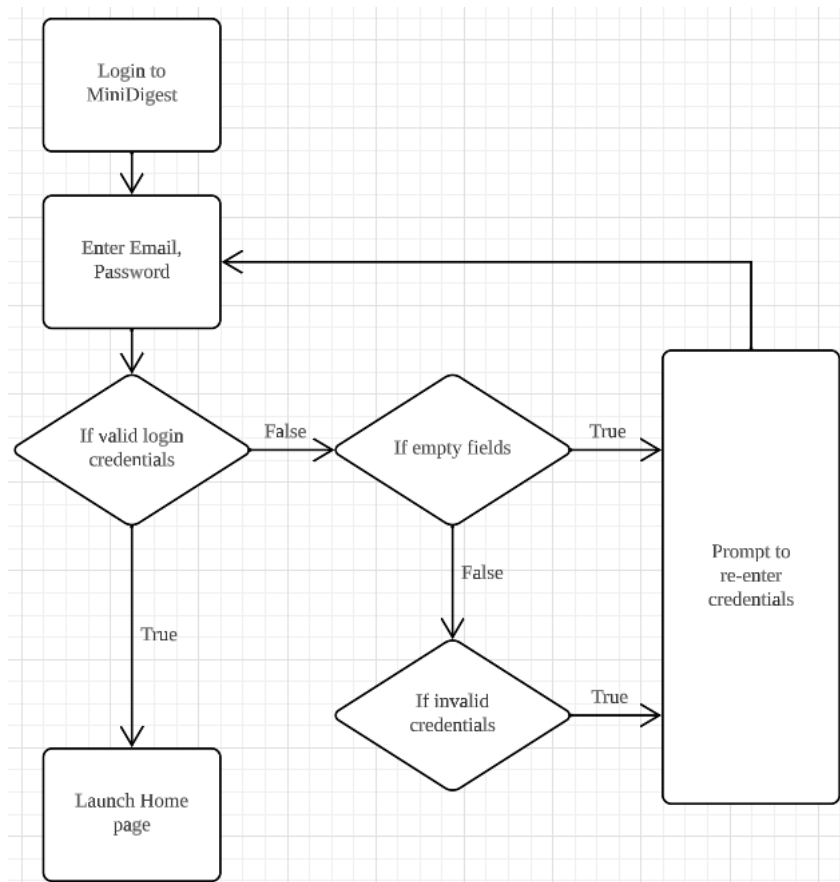 Login to
MiniDigest
Enter Email,
Password
If valid login
credentials
False
If empty fields
True
False
True
If invalid
credentials
True
Prompt to
re-enter
credentials
Launch Home
page